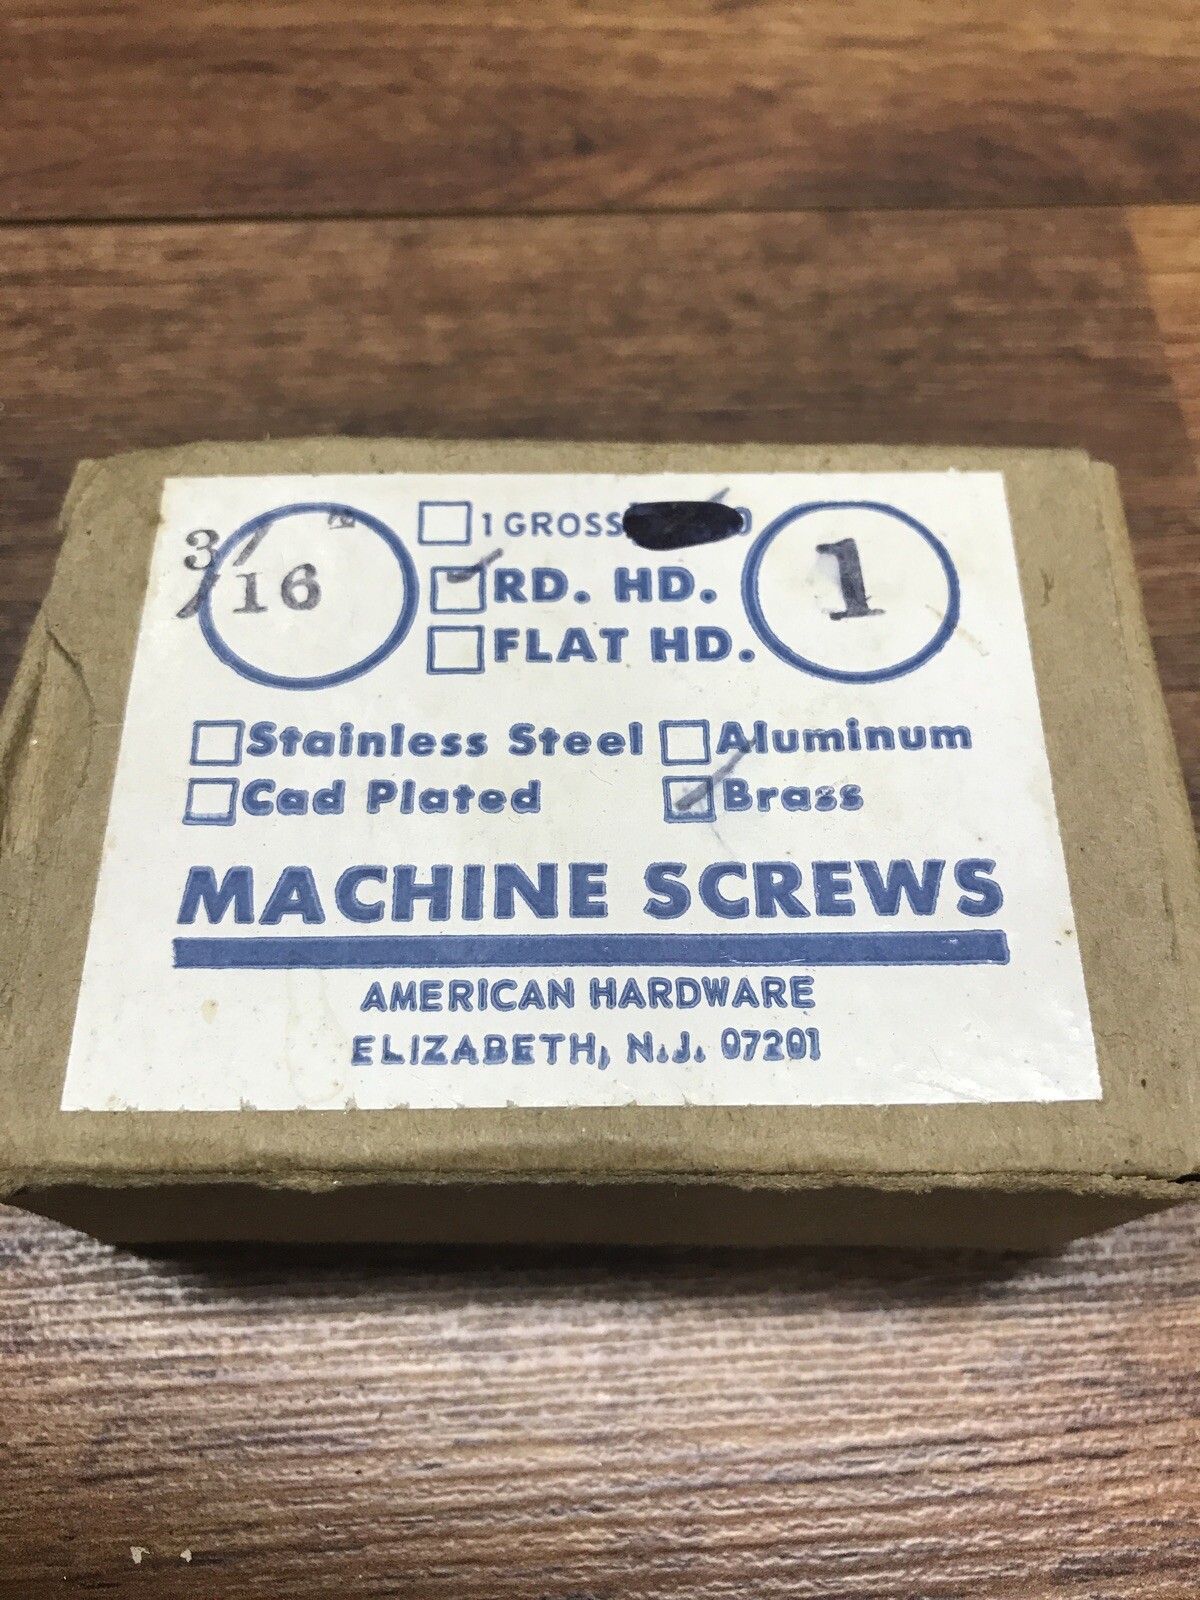 3/16
1 GROSS
RD. HD.
FLAT HD.
1
Stainless Steel
Aluminum
Cad Plated
Brass
MACHINE SCREWS
AMERICAN HARDWARE
ELIZABETH, N.J. 07201